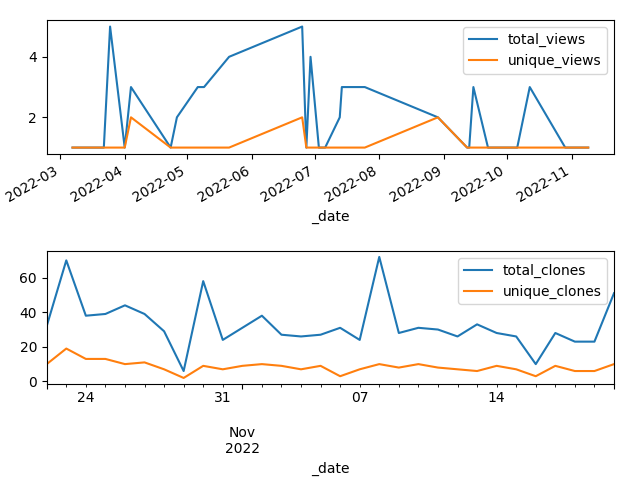 total_views
unique_views
4
2
2022-03 2022-04 2022-05 2022-06 2022-07 2022-08 2022-09 2022-10 2022-11
_date
total_clones
unique_clones
60
40
20
0
24 31 07 14
Nov
2022
_date